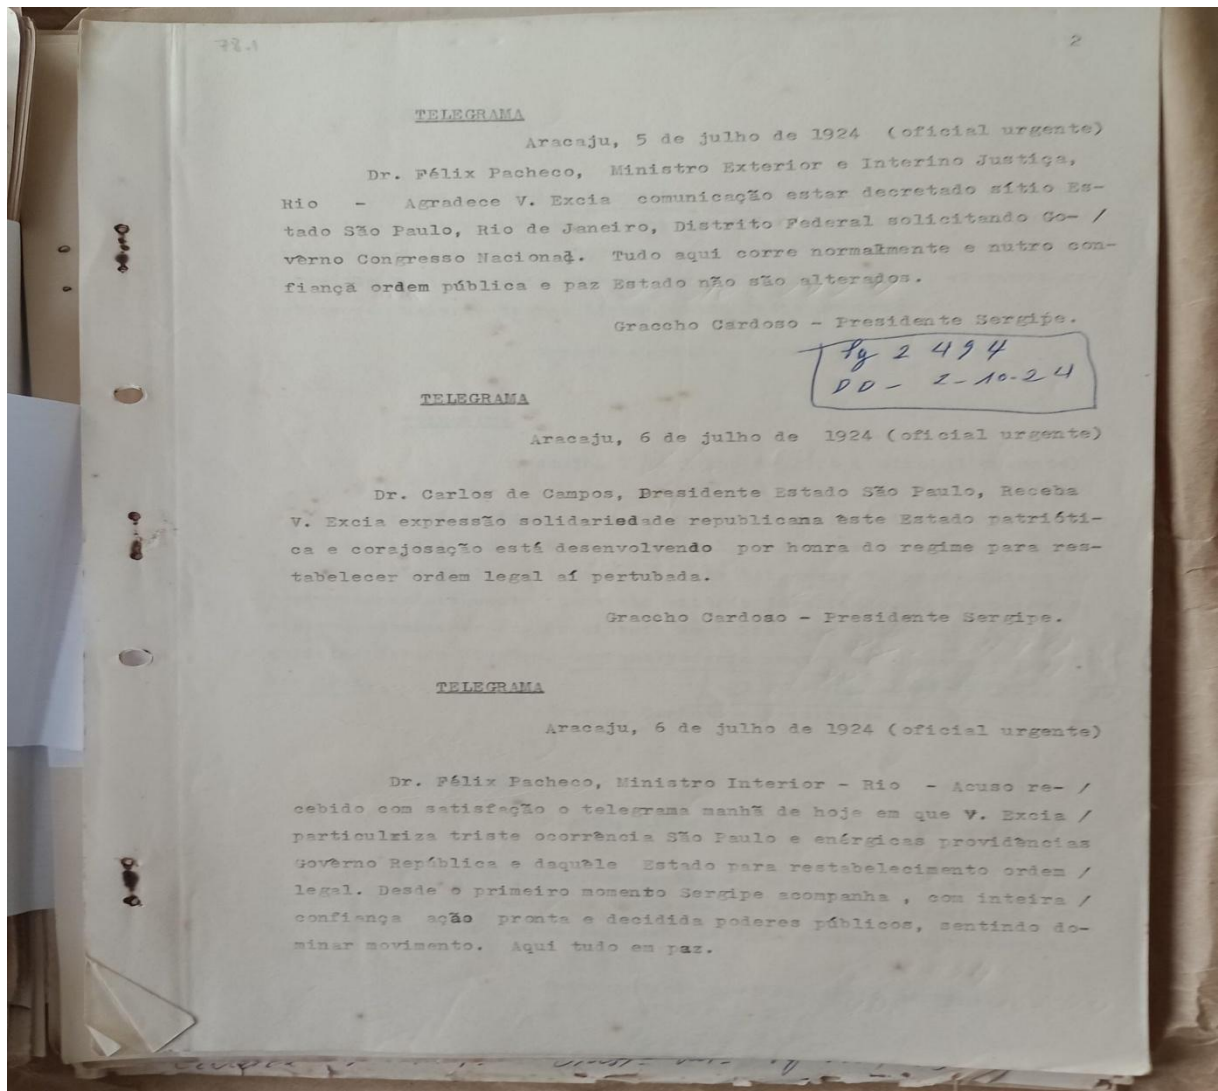 78.1
2
TELEGRAMA
Aracaju, 5 de julho de 1924 (oficial urgente)
Dr. Félix Pacheco, Ministro Exterior e Interino Justiça,
Rio - Agradece V. Excia comunicação estar decretado sítio Es-
tado São Paulo, Rio de Janeiro, Distrito Federal solicitando Go- /
vêrno Congresso Nacional. Tudo aqui corre normalmente e nutro con-
fiança ordem pública e paz Estado não são alterados.
Graccho Cardoso - Presidente Sergipe.
Pg 2 494
DO - 2-10-24
TELEGRAMA
Aracaju, 6 de julho de 1924 (oficial urgente)
Dr. Carlos de Campos, Presidente Estado São Paulo, Receba
V. Excia expressão solidariedade republicana êste Estado patrióti-
ca e corajosação está desenvolvendo por honra do regime para res-
tabelecer ordem legal aí pertubada.
Graccho Cardoso - Presidente Sergipe.
TELEGRAMA
Aracaju, 6 de julho de 1924 (oficial urgente)
Dr. Félix Pacheco, Ministro Interior - Rio - Acuso re- /
cebido com satisfação o telegrama manhã de hoje em que V. Excia /
particulriza triste ocorrência São Paulo e enérgicas providências
Govêrno República e daquêle Estado para restabelecimento ordem /
legal. Desde o primeiro momento Sergipe acompanha , com inteira /
confiança ação pronta e decidida poderes públicos, sentindo do-
minar movimento. Aqui tudo em paz.